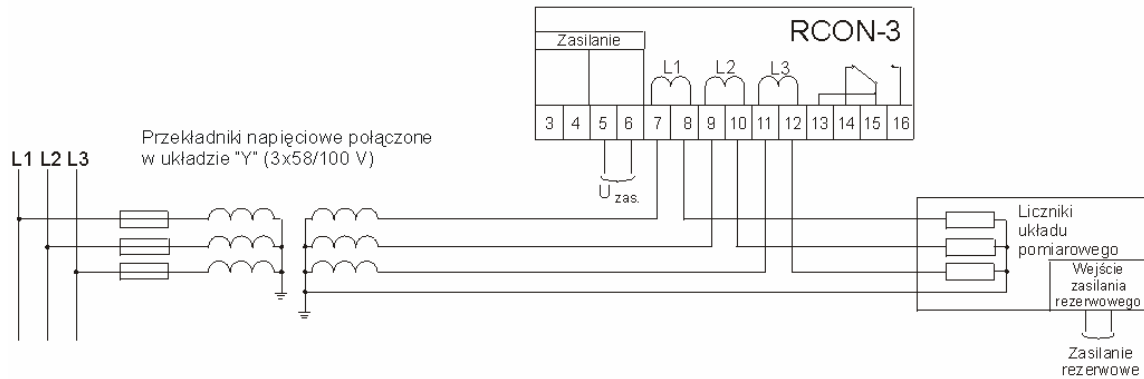 RCON-3
Zasilanie
L1 L2 L3
3 4 5 6 7 8 9 10 11 12 13 14 15 16
Przekładniki napięciowe połączone
w układzie "Y" (3x58/100 V)
L1 L2 L3
U zas.
Liczniki
układu
pomiarowego
Wejście
zasilania
rezerwowego
Zasilanie
rezerwowe